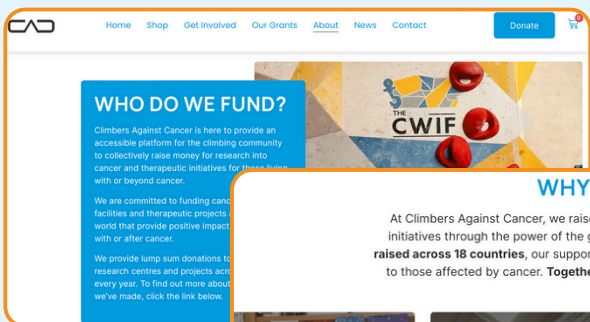 CAC
Home Shop Get Involved Our Grants About News Contact Donate 0
WHO DO WE FUND?
THE
CWIF
Climbers Against Cancer is here to provide an
accessible platform for the climbing community
to collectively raise money for research into
cancer and therapeutic initiatives for those living
with or beyond cancer.
We are committed to funding canc
facilities and therapeutic projects
world that provide positive impact
with or after cancer.
We provide lump sum donations to
research centres and projects acro
every year. To find out more about
we've made, click the link below.
WHY
At Climbers Against Cancer, we raise
initiatives through the power of the g
raised across 18 countries, our suppor
to those affected by cancer. Togethe